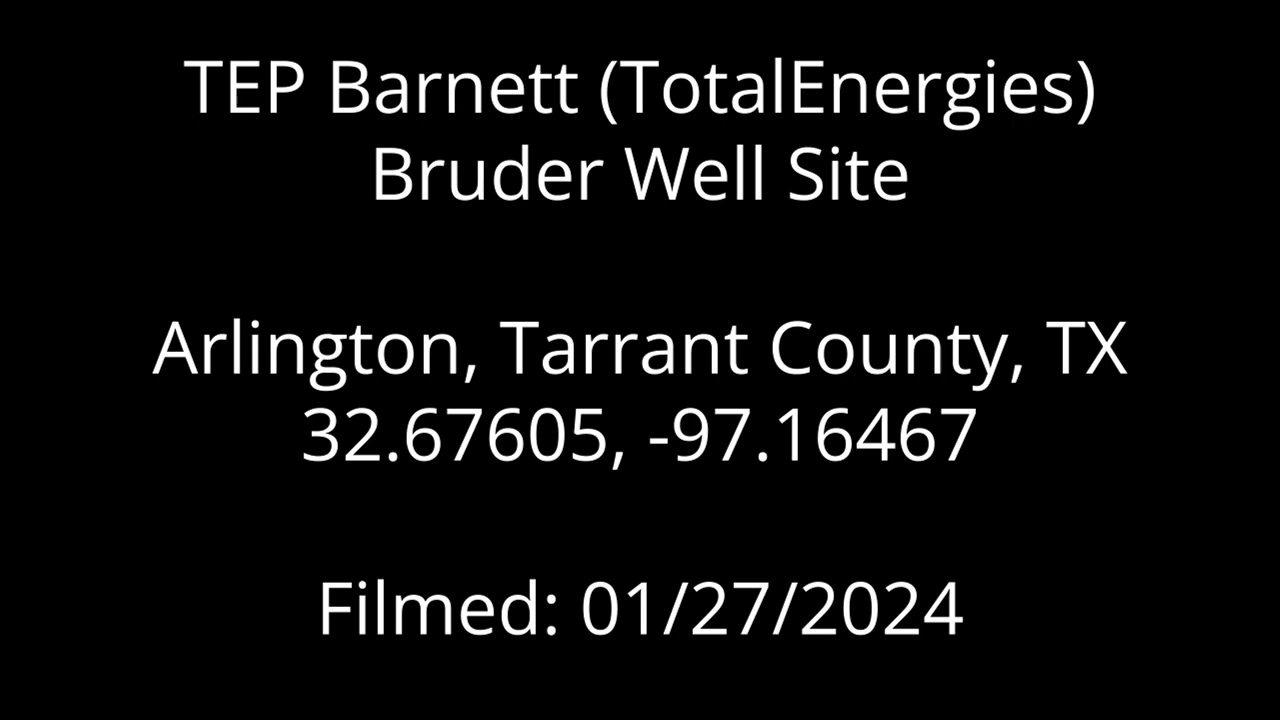 TEP Barnett (TotalEnergies)
Bruder Well Site
Arlington, Tarrant County, TX
32.67605, -97.16467
Filmed: 01/27/2024